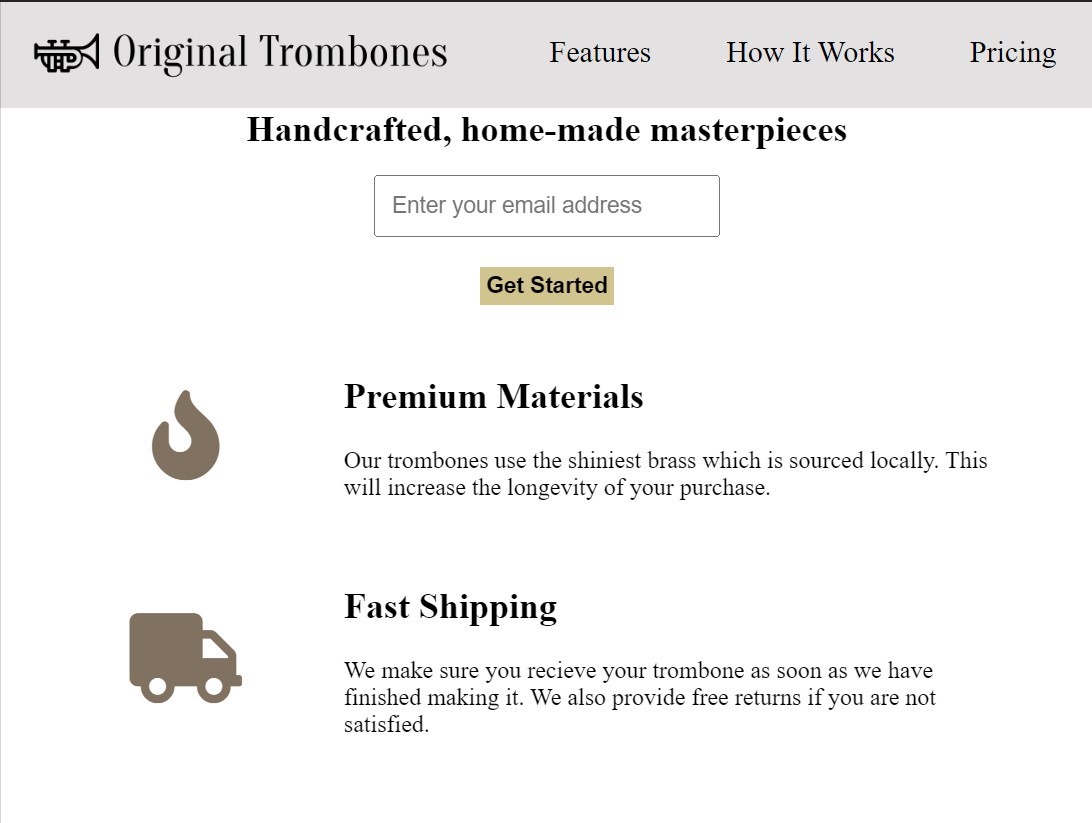 Original Trombones
Features
How It Works
Pricing
Handcrafted, home-made masterpieces
Enter your email address
Get Started
Premium Materials
Our trombones use the shiniest brass which is sourced locally. This
will increase the longevity of your purchase.
Fast Shipping
We make sure you recieve your trombone as soon as we have
finished making it. We also provide free returns if you are not
satisfied.